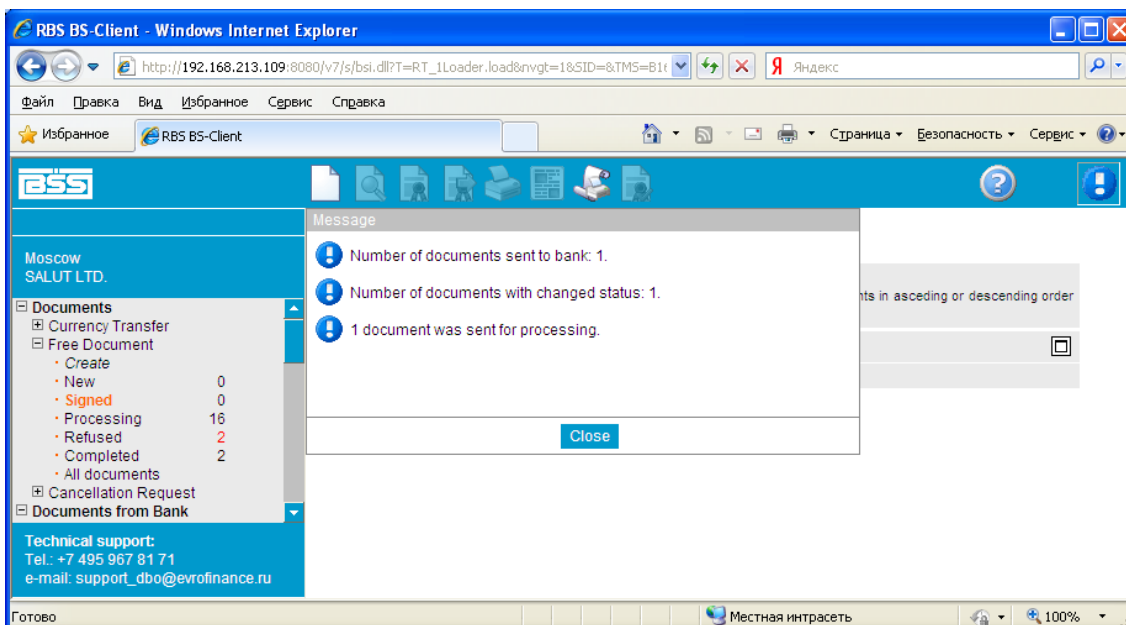 RBS BS-Client - Windows Internet Explorer
http://192.168.213.109:8080/v7/s/bsi.dll?T=RT_1Loader.load&nvgt=1&SID=&TMS=B16
Яндекс
Файл Правка Вид Избранное Сервис Справка
Избранное RBS BS-Client Страница Безопасность Сервис
BSS
Message
Number of documents sent to bank: 1.
Number of documents with changed status: 1.
1 document was sent for processing.
Close
nts in asceding or descending order
Moscow
SALUT LTD.
Documents
Currency Transfer
Free Document
Create
New 0
Signed 0
Processing 16
Refused 2
Completed 2
All documents
Cancellation Request
Documents from Bank
Technical support:
Tel.: +7 495 967 81 71
e-mail: support_dbo@evrofinance.ru
Готово Местная интрасеть 100%